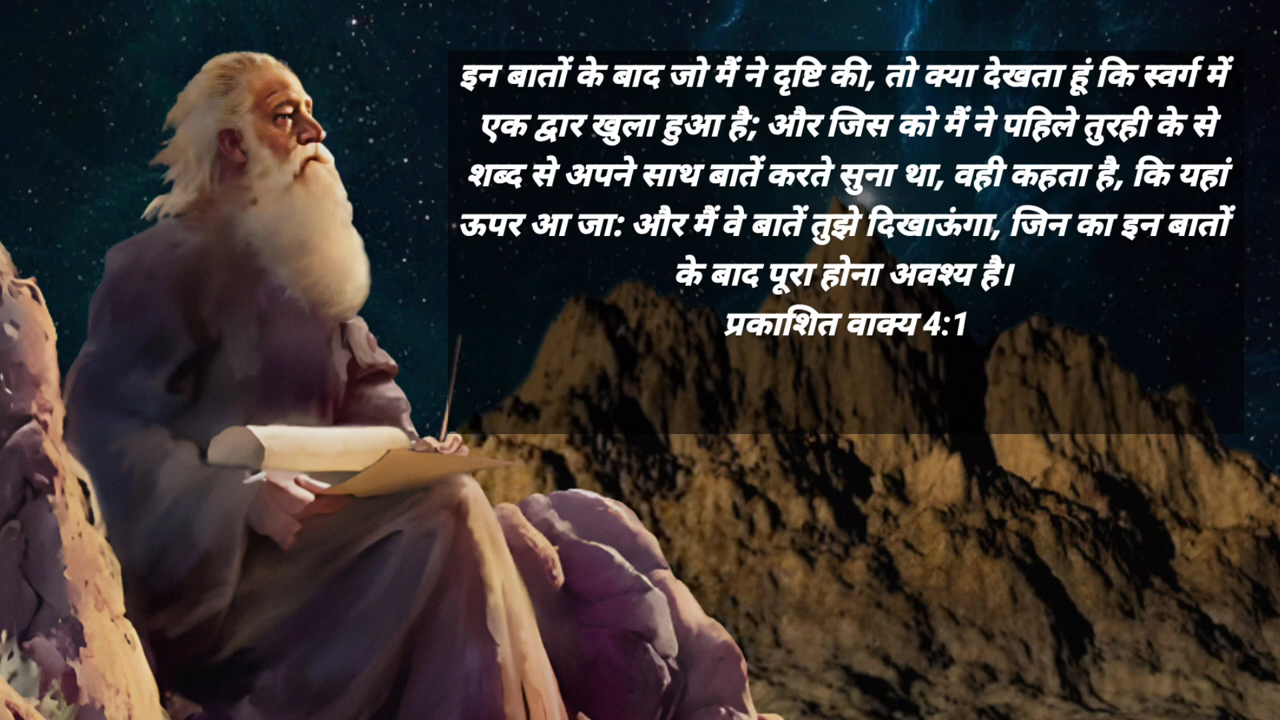 इन बातों के बाद जो मैं ने दृष्टि की, तो क्या देखता हूं कि स्वर्ग में
एक द्वार खुला हुआ है; और जिस को मैं ने पहिले तुरही के से
शब्द से अपने साथ बातें करते सुना था, वही कहता है, कि यहां
ऊपर आ जा: और मैं वे बातें तुझे दिखाऊंगा, जिन का इन बातों
के बाद पूरा होना अवश्य है।
प्रकाशित वाक्य 4:1